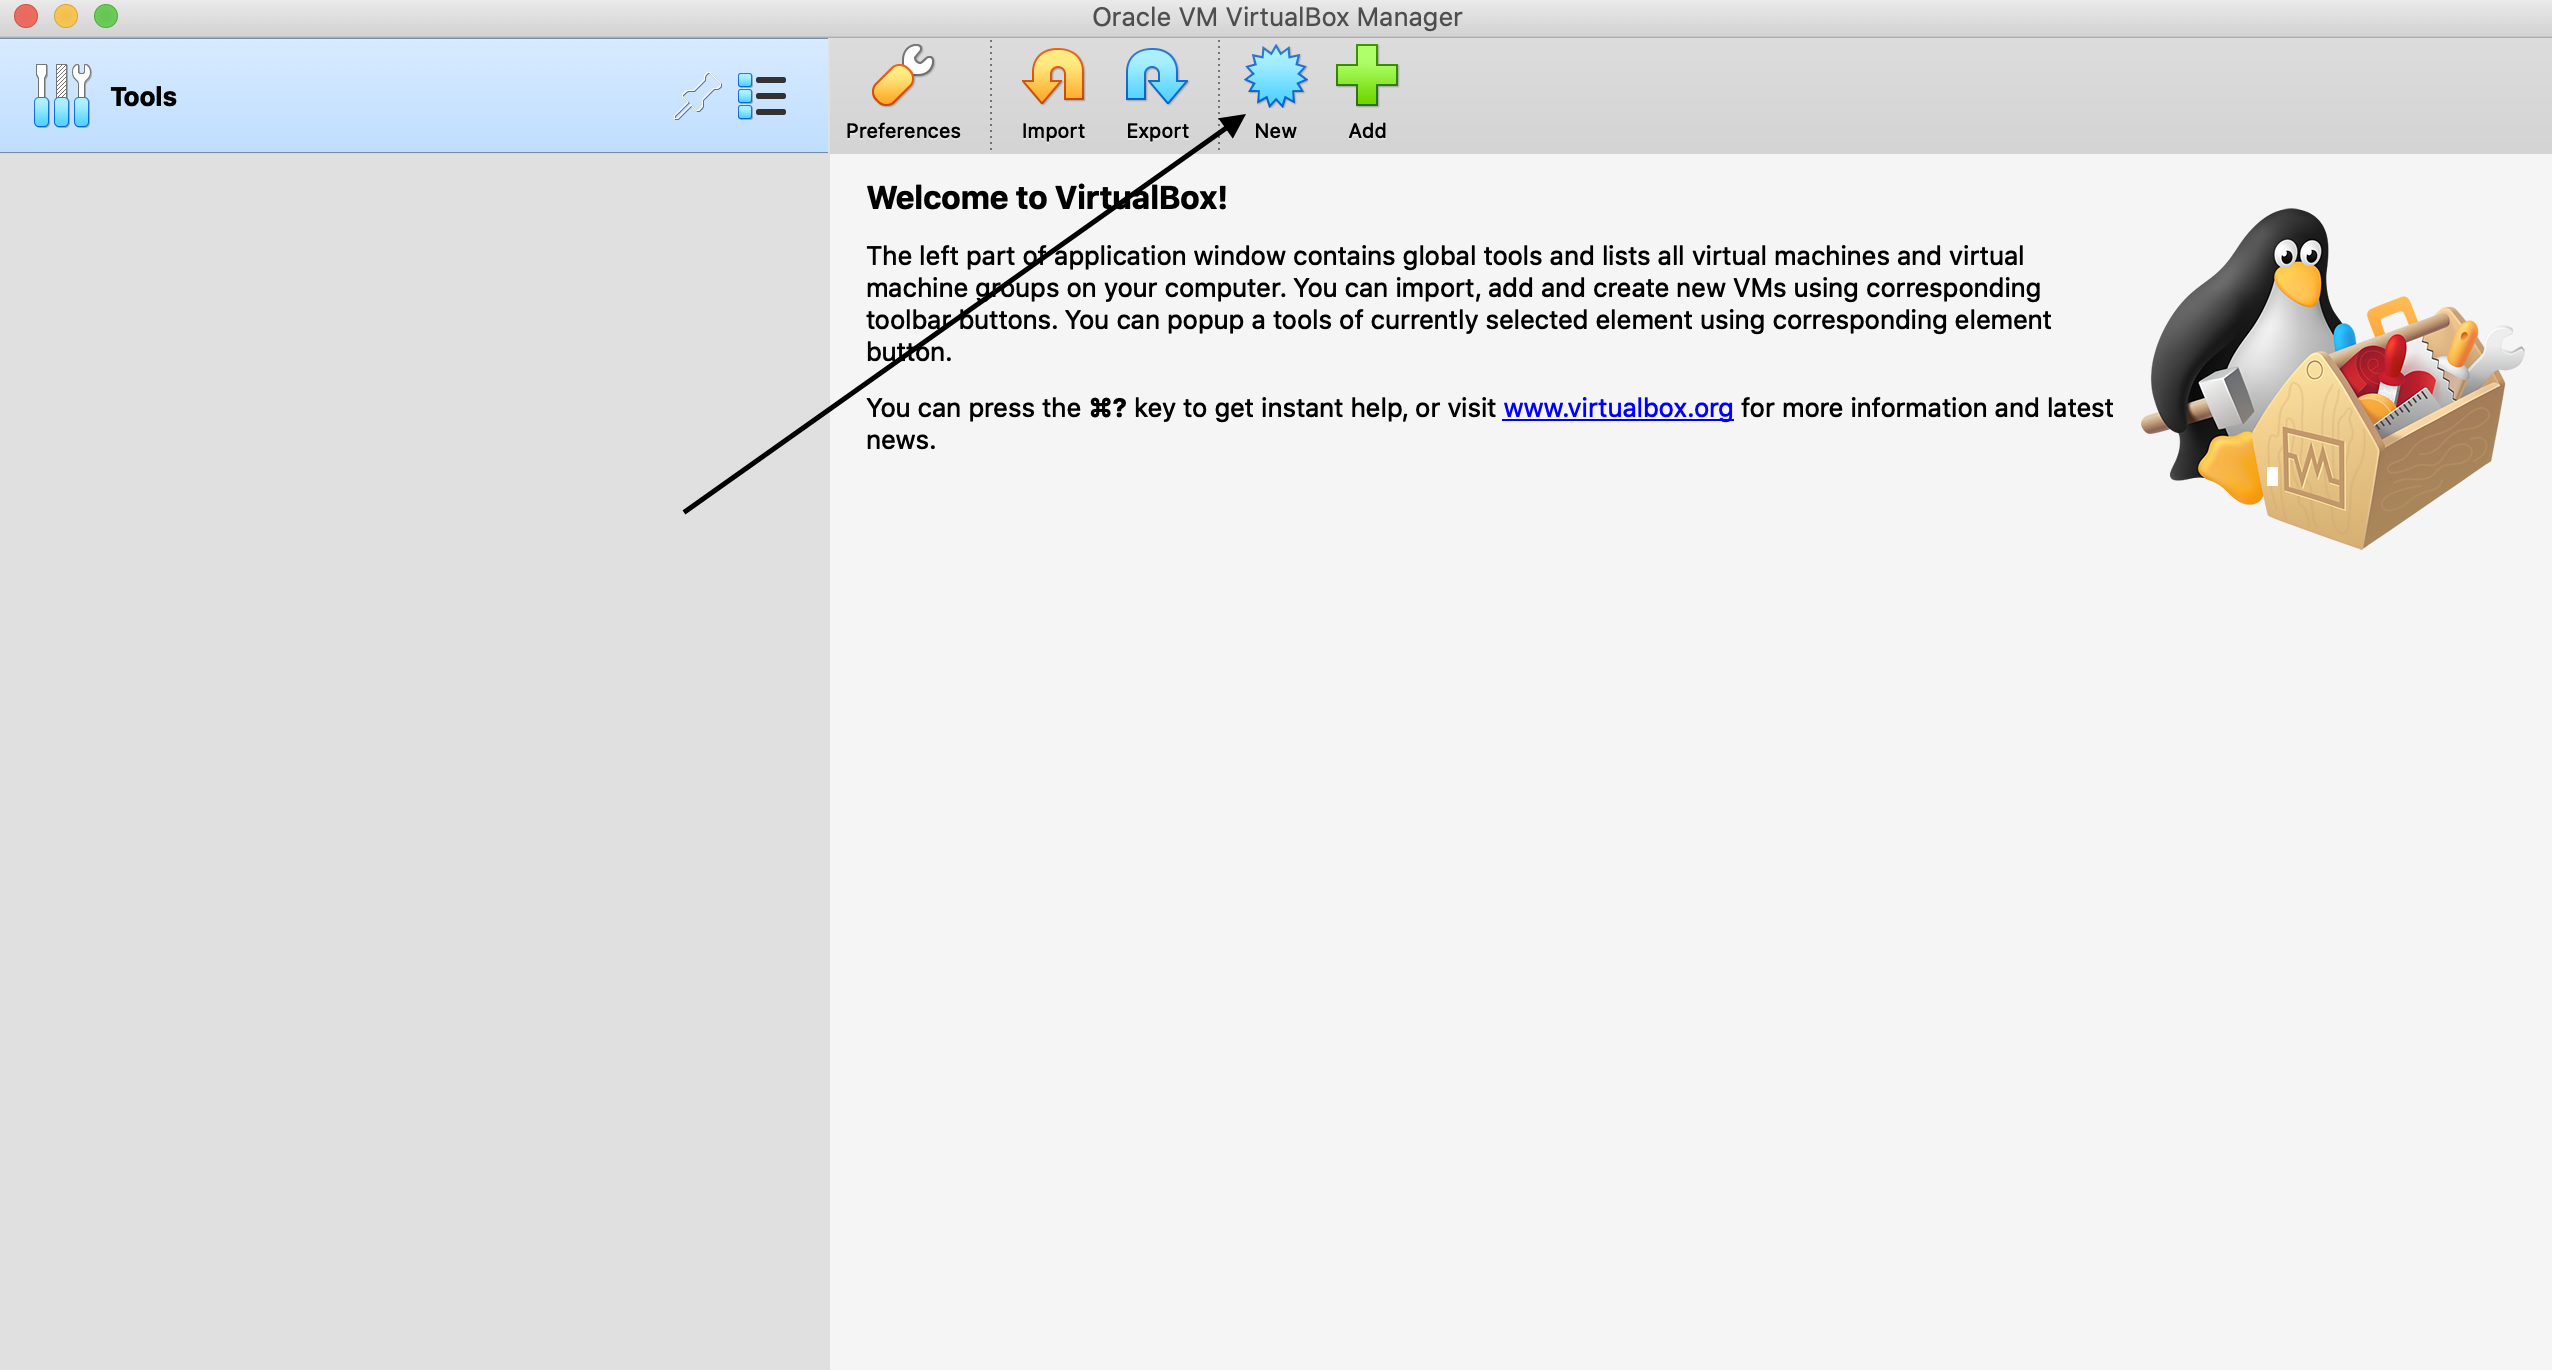 Oracle VM VirtualBox Manager
Tools
Preferences
Import
Export
New
Add
Welcome to VirtualBox!
The left part of application window contains global tools and lists all virtual machines and virtual
machine groups on your computer. You can import, add and create new VMs using corresponding
toolbar buttons. You can popup a tools of currently selected element using corresponding element
button.
You can press the ⌘? key to get instant help, or visit www.virtualbox.org for more information and latest
news.